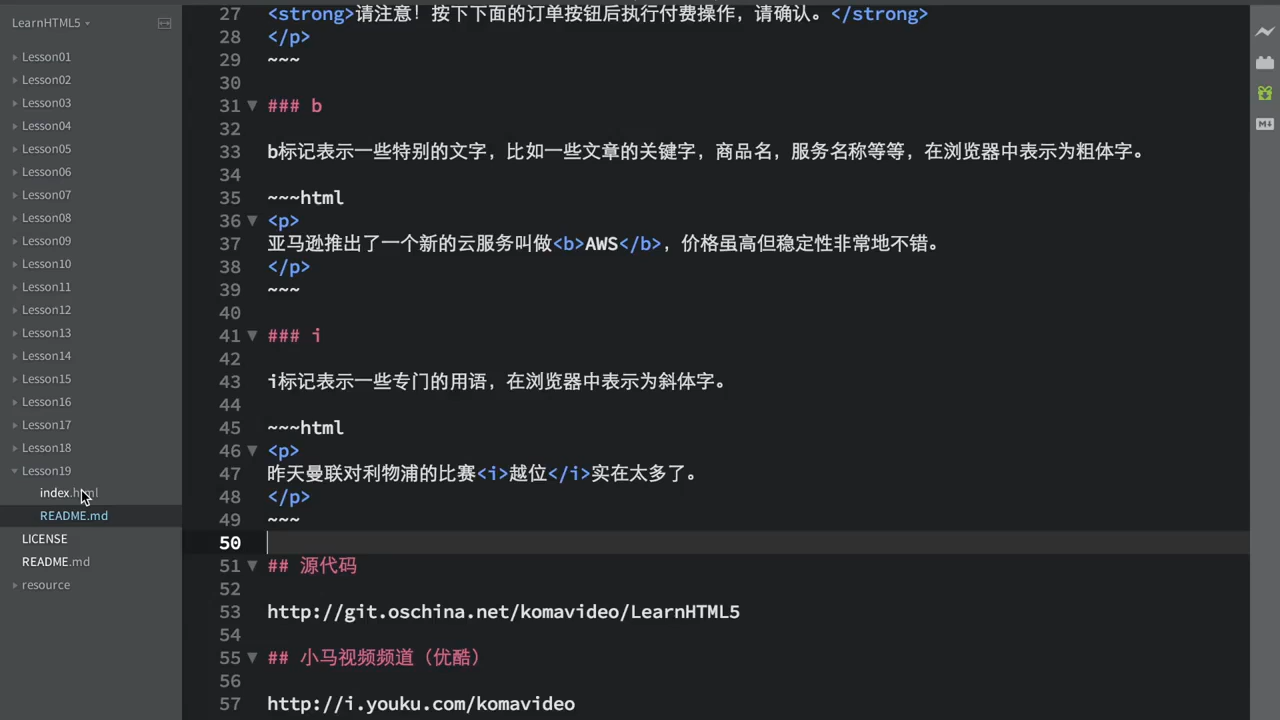 LearnHTML5
Lesson01
Lesson02
Lesson03
Lesson04
Lesson05
Lesson06
Lesson07
Lesson08
Lesson09
Lesson10
Lesson11
Lesson12
Lesson13
Lesson14
Lesson15
Lesson16
Lesson17
Lesson18
Lesson19
index.html
README.md
LICENSE
README.md
resource
27 <strong>请注意！按下下面的订单按钮后执行付费操作，请确认。</strong>
28 </p>
29 ~~~
30
31 ### b
32
33 b标记表示一些特别的文字，比如一些文章的关键字，商品名，服务名称等等，在浏览器中表示为粗体字。
34
35 ~~~html
36 <p>
37 亚马逊推出了一个新的云服务叫做<b>AWS</b>，价格虽高但稳定性非常地不错。
38 </p>
39 ~~~
40
41 ### i
42
43 i标记表示一些专门的用语，在浏览器中表示为斜体字。
44
45 ~~~html
46 <p>
47 昨天曼联对利物浦的比赛<i>越位</i>实在太多了。
48 </p>
49 ~~~
50
51 ## 源代码
52
53 http://git.oschina.net/komavideo/LearnHTML5
54
55 ## 小马视频频道（优酷）
56
57 http://i.youku.com/komavideo
M↓